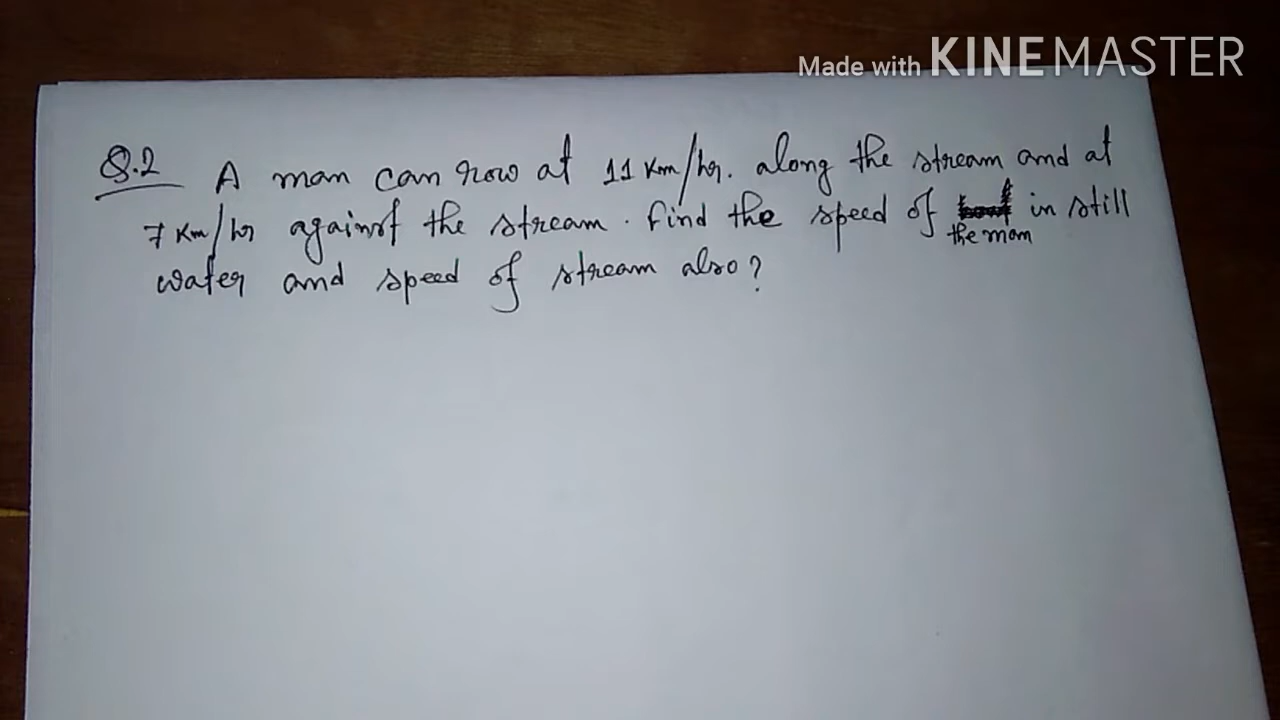 Made with KINEMASTER
Q.2 A man can row at 11 Km/hr. along the stream and at
7 Km/hr against the stream. Find the speed of in still
the man
water and speed of stream also?